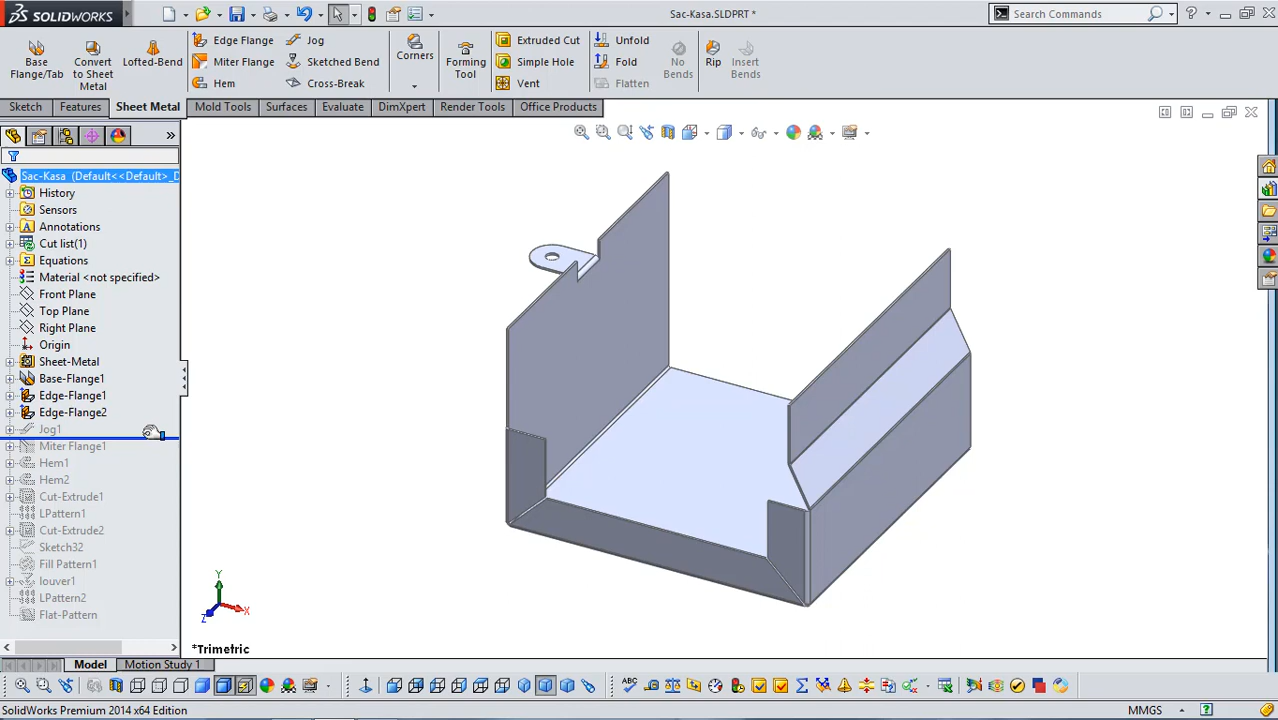 SOLIDWORKS
Sac-Kasa.SLDPRT *
Search Commands
Base Flange/Tab
Convert to Sheet Metal
Lofted-Bend
Edge Flange
Miter Flange
Hem
Jog
Sketched Bend
Cross-Break
Corners
Forming Tool
Extruded Cut
Simple Hole
Vent
Unfold
Fold
Flatten
No Bends
Rip
Insert Bends
Sketch
Features
Sheet Metal
Mold Tools
Surfaces
Evaluate
DimXpert
Render Tools
Office Products
Sac-Kasa (Default<<Default>_D
History
Sensors
Annotations
Cut list(1)
Equations
Material <not specified>
Front Plane
Top Plane
Right Plane
Origin
Sheet-Metal
Base-Flange1
Edge-Flange1
Edge-Flange2
Jog1
Miter Flange1
Hem1
Hem2
Cut-Extrude1
LPattern1
Cut-Extrude2
Sketch32
Fill Pattern1
louver1
LPattern2
Flat-Pattern
Y
X
Z
*Trimetric
Model
Motion Study 1
ABC
SolidWorks Premium 2014 x64 Edition
MMGS